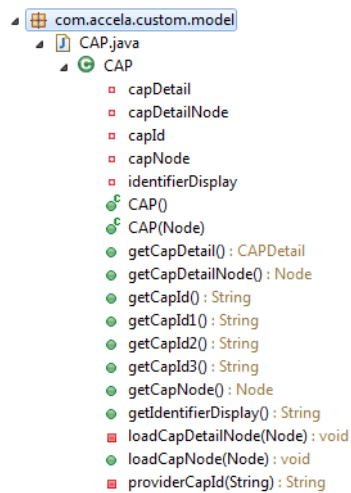 com.accela.custom.model
CAP.java
CAP
capDetail
capDetailNode
capId
capNode
identifierDisplay
CAP()
CAP(Node)
getCapDetail() : CAPDetail
getCapDetailNode() : Node
getCapId() : String
getCapId1() : String
getCapId2() : String
getCapId3() : String
getCapNode() : Node
getIdentifierDisplay() : String
loadCapDetailNode(Node) : void
loadCapNode(Node) : void
providerCapId(String) : String